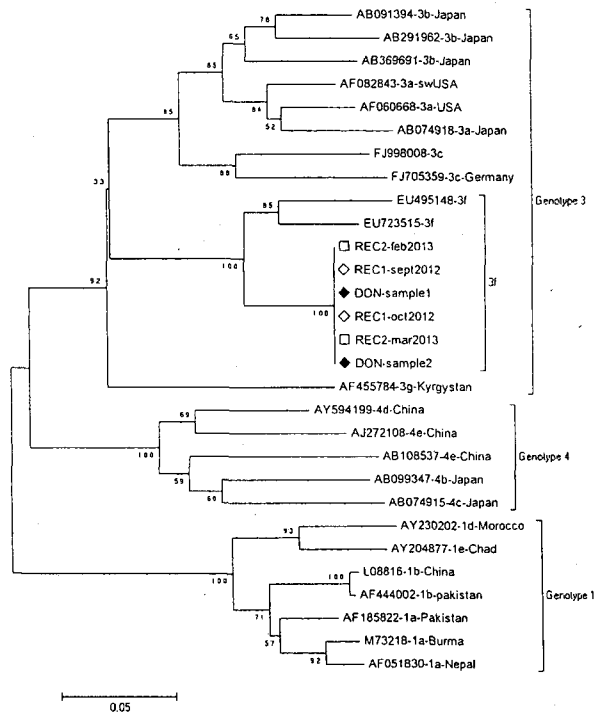 AB091394-3b-Japan
78
AB291962-3b-Japan
65
AB369691-3b-Japan
85
AF082843-3a-swUSA
84
AF060668-3a-USA
52
AB074918-3a-Japan
85
FJ998008-3c
88
FJ705359-3c-Germany
Genotype 3
33
EU495148-3f
85
EU723515-3f
REC2-feb2013
100
REC1-sept2012
3f
92
DON-sample1
100
REC1-oct2012
REC2-mar2013
DON-sample2
AF455784-3g-Kyrgystan
AY594199-4d-China
69
AJ272108-4e-China
100
AB108537-4e-China
Genotype 4
59
AB099347-4b-Japan
60
AB074915-4c-Japan
AY230202-1d-Morocco
93
AY204877-1e-Chad
100
L08816-1b-China
100
AF444002-1b-pakistan
Genotype 1
71
AF185822-1a-Pakistan
57
M73218-1a-Burma
92
AF051830-1a-Nepal
0.05